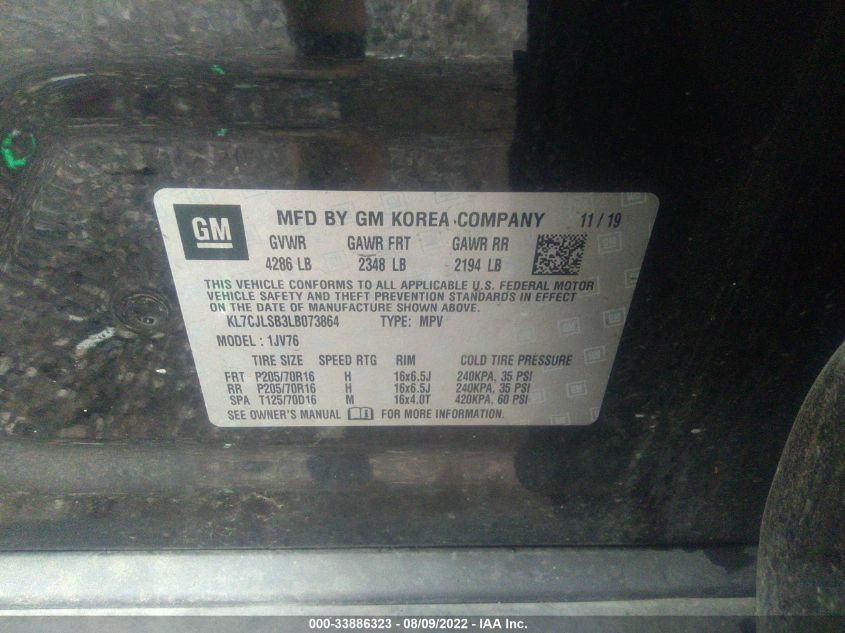 GM
MFD BY GM KOREA COMPANY 11 / 19
GVWR GAWR FRT GAWR RR
4286 LB 2348 LB 2194 LB
THIS VEHICLE CONFORMS TO ALL APPLICABLE U.S. FEDERAL MOTOR
VEHICLE SAFETY AND THEFT PREVENTION STANDARDS IN EFFECT
ON THE DATE OF MANUFACTURE SHOWN ABOVE.
KL7CJLSB3LB073864 TYPE: MPV
MODEL : 1JV76
TIRE SIZE SPEED RTG RIM COLD TIRE PRESSURE
FRT P205/70R16 H 16x6.5J 240KPA, 35 PSI
RR P205/70R16 H 16x6.5J 240KPA, 35 PSI
SPA T125/70D16 M 16x4.0T 420KPA, 60 PSI
SEE OWNER'S MANUAL FOR MORE INFORMATION.
000-33886323 - 08/09/2022 - IAA Inc.